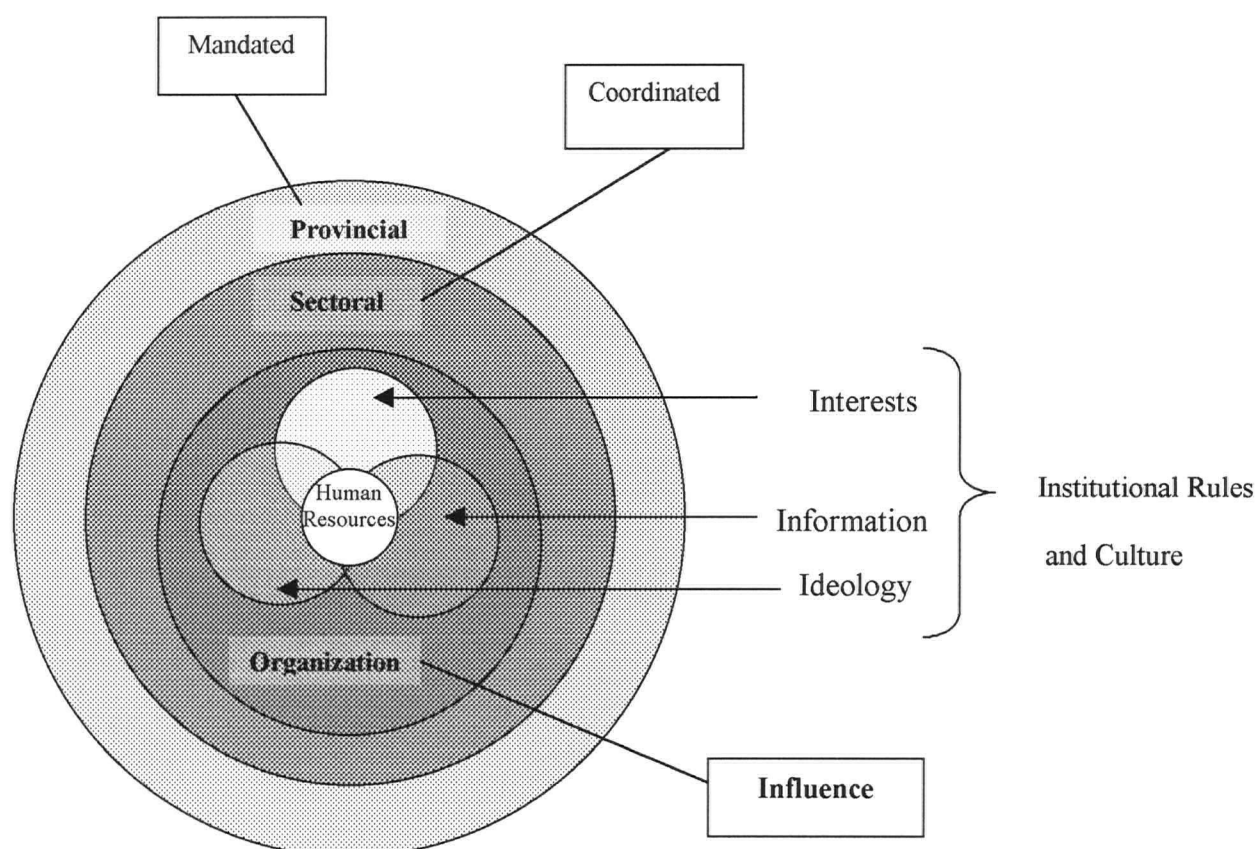 Mandated
Coordinated
Provincial
Sectoral
Interests
Human
Resources
Institutional Rules
Information
and Culture
Ideology
Organization
Influence